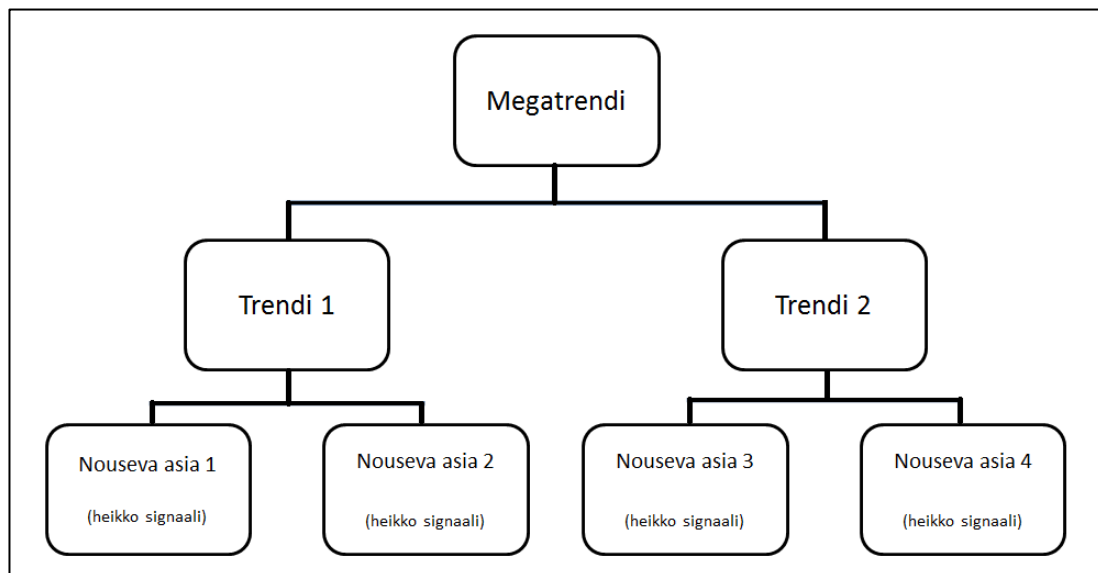 Megatrendi
Trendi 1
Trendi 2
Nouseva asia 1
(heikko signaali)
Nouseva asia 2
(heikko signaali)
Nouseva asia 3
(heikko signaali)
Nouseva asia 4
(heikko signaali)